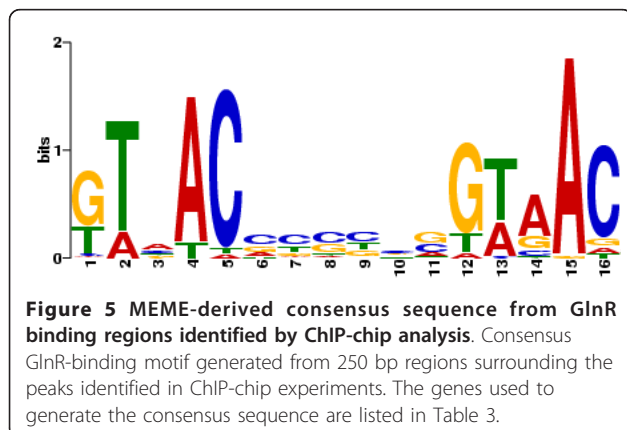 2
bits
1
0
GT ACGTAAC
1 2 3 4 5 6 7 8 9 10 11 12 13 14 15 16
Figure 5 MEME-derived consensus sequence from GlnR
binding regions identified by ChIP-chip analysis. Consensus
GlnR-binding motif generated from 250 bp regions surrounding the
peaks identified in ChIP-chip experiments. The genes used to
generate the consensus sequence are listed in Table 3.